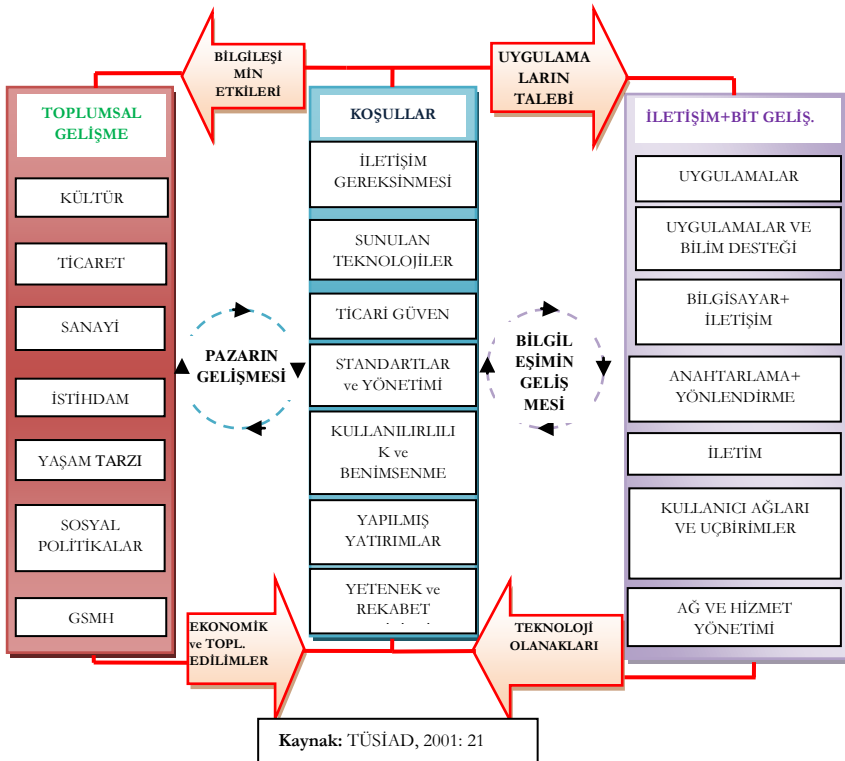 BİLGİLEŞİ
MİN
ETKİLERİ
UYGULAMA
LARIN
TALEBİ
TOPLUMSAL
GELİŞME
KÜLTÜR
TİCARET
SANAYİ
İSTİHDAM
YAŞAM TARZI
SOSYAL
POLİTİKALAR
GSMH
PAZARIN
GELİŞMESİ
KOŞULLAR
İLETİŞİM
GEREKSİNMESİ
SUNULAN
TEKNOLOJİLER
TİCARİ GÜVEN
STANDARTLAR
ve YÖNETİMİ
KULLANILIRLILI
K ve
BENİMSENME
YAPILMIŞ
YATIRIMLAR
YETENEK ve
REKABET
BİLGİL
EŞİMİN
GELİŞ
MESİ
İLETİŞİM+BİT GELİŞ.
UYGULAMALAR
UYGULAMALAR VE
BİLİM DESTEĞİ
BİLGİSAYAR+
İLETİŞİM
ANAHTARLAMA+
YÖNLENDİRME
İLETİM
KULLANICI AĞLARI
VE UÇBİRİMLER
AĞ VE HİZMET
YÖNETİMİ
EKONOMİK
ve TOPL.
EDİLİMLER
TEKNOLOJİ
OLANAKLARI
Kaynak: TÜSİAD, 2001: 21